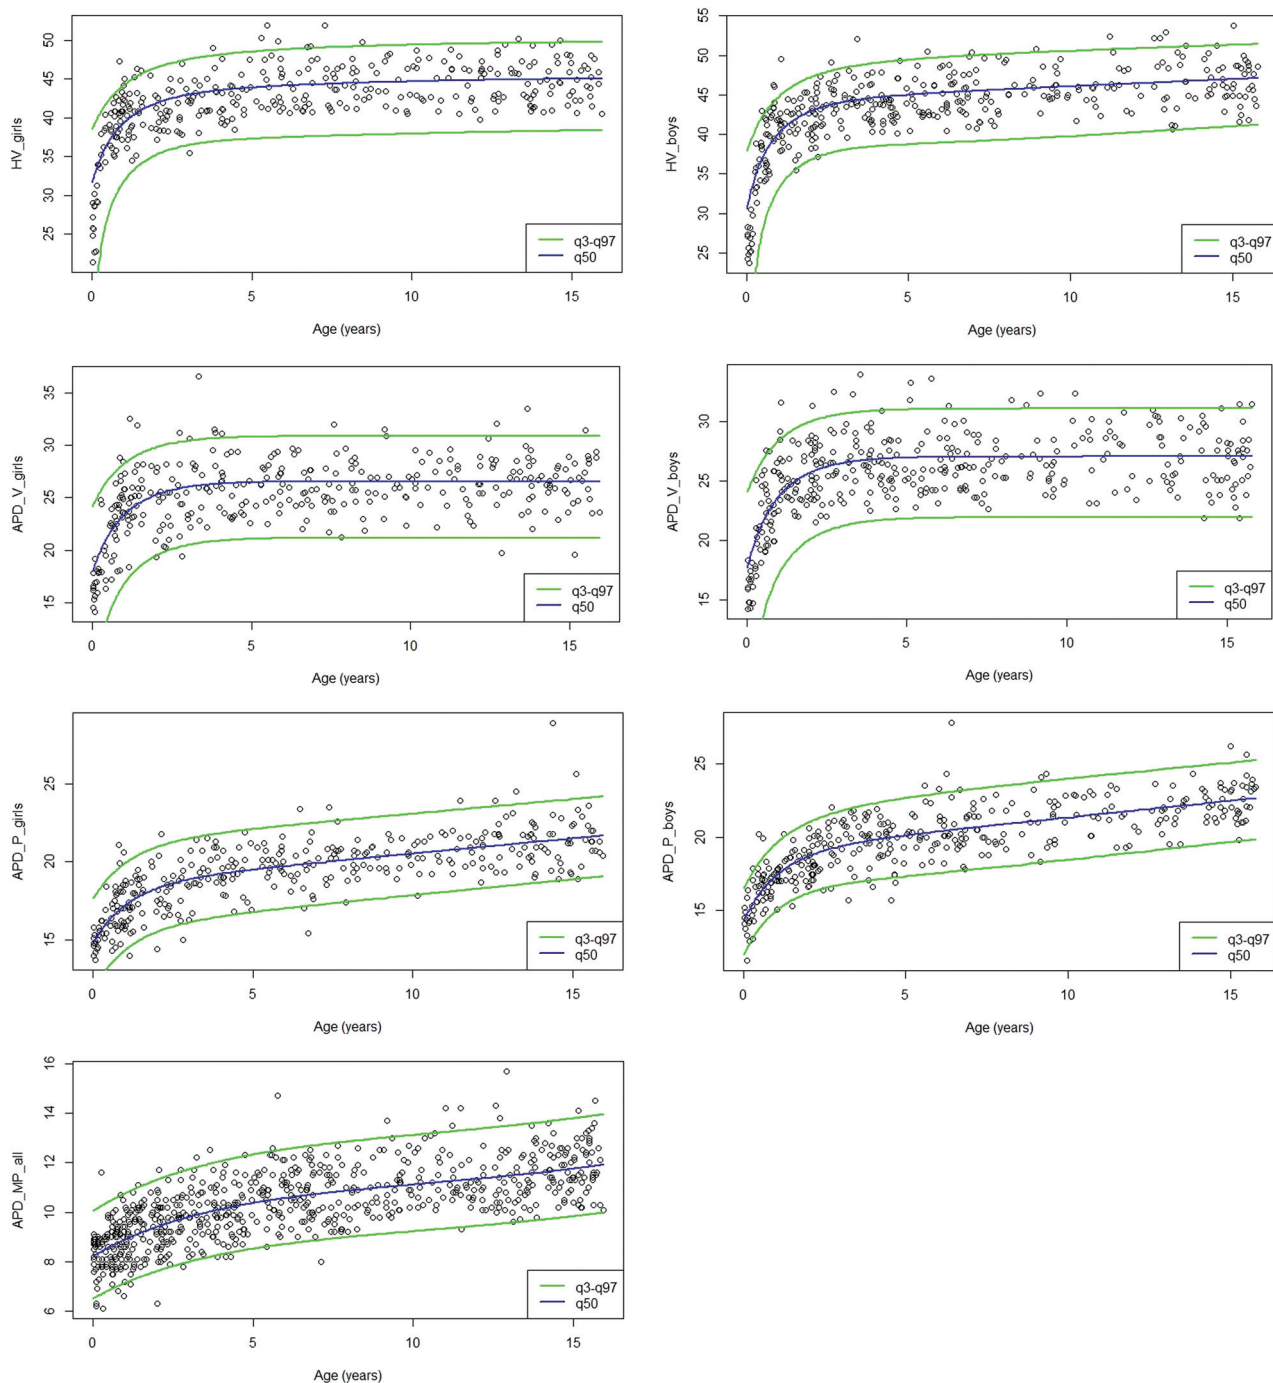 HV_girls
50
45
40
35
30
25
0 5 10 15
Age (years)
q3-q97
q50
HV_boys
55
50
45
40
35
30
25
0 5 10 15
Age (years)
q3-q97
q50
APD_V_girls
35
30
25
20
15
0 5 10 15
Age (years)
q3-q97
q50
APD_V_boys
30
25
20
15
0 5 10 15
Age (years)
q3-q97
q50
APD_P_girls
25
20
15
0 5 10 15
Age (years)
q3-q97
q50
APD_P_boys
25
20
15
0 5 10 15
Age (years)
q3-q97
q50
APD_MP_all
16
14
12
10
8
6
0 5 10 15
Age (years)
q3-q97
q50